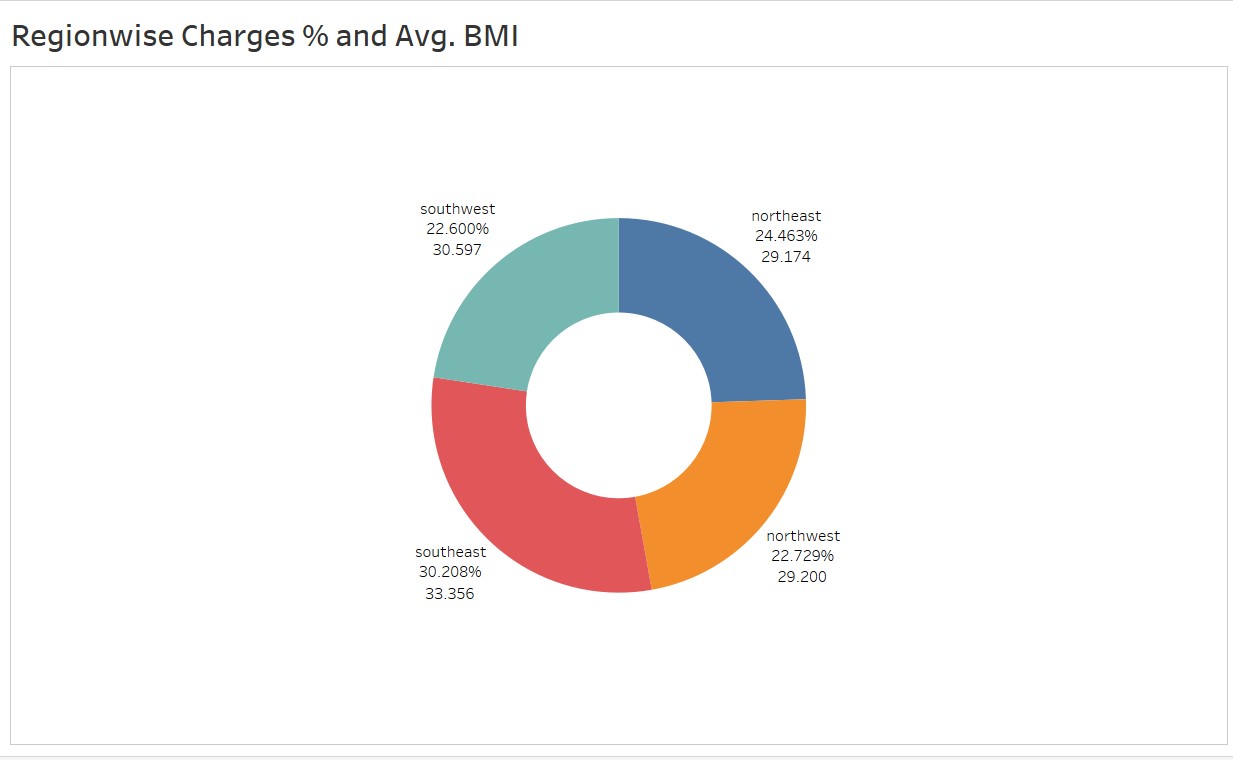 Regionwise Charges % and Avg. BMI
southwest
22.600%
30.597
northeast
24.463%
29.174
southeast
30.208%
33.356
northwest
22.729%
29.200